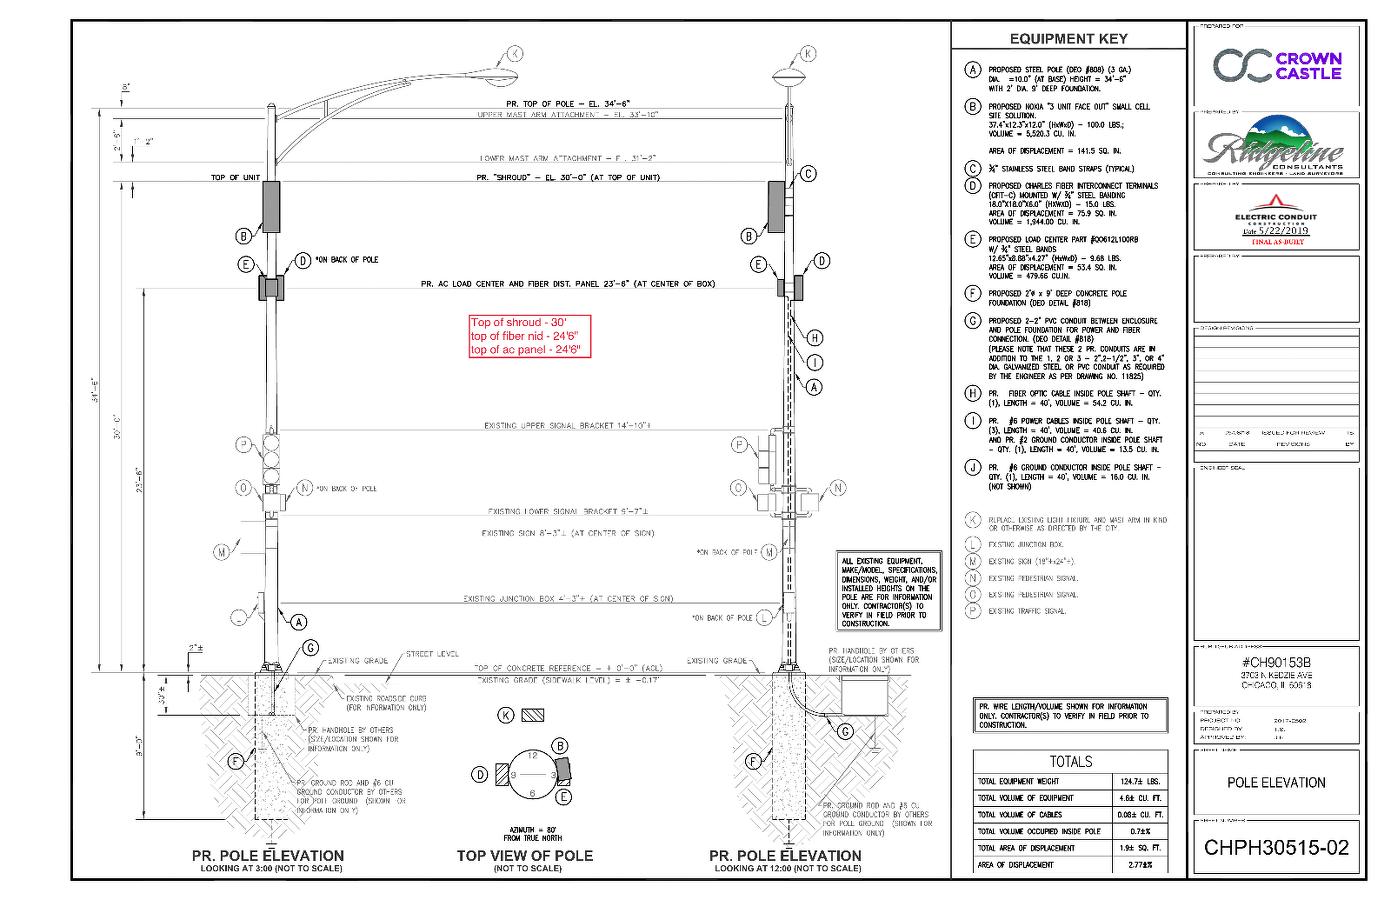 K
K
8"
2'-6"
1'-2"
PR. TOP OF POLE - EL. 34'-6"
UPPER MAST ARM ATTACHMENT - EL. 33'-10"
LOWER MAST ARM ATTACHMENT - EL. 31'-2"
TOP OF UNIT
PR. "SHROUD" - EL. 30'-0" (AT TOP OF UNIT)
C
B
B
E
D
*ON BACK OF POLE
E
D
PR. AC LOAD CENTER AND FIBER DIST. PANEL 23'-6" (AT CENTER OF BOX)
Top of shroud - 30'
top of fiber nid - 24'6"
top of ac panel - 24'6"
H
I
A
34'-6"
30'-0"
23'-6"
EXISTING UPPER SIGNAL BRACKET 14'-10"±
P
P
O
N
*ON BACK OF POLE
O
N
EXISTING LOWER SIGNAL BRACKET 9'-7"±
EXISTING SIGN 8'-3"± (AT CENTER OF SIGN)
M
*ON BACK OF POLE
M
EXISTING JUNCTION BOX 4'-3"± (AT CENTER OF SIGN)
L
A
*ON BACK OF POLE
L
ALL EXISTING EQUIPMENT,
MAKE/MODEL, SPECIFICATIONS,
DIMENSIONS, WEIGHT, AND/OR
INSTALLED HEIGHTS ON THE
POLE ARE FOR INFORMATION
ONLY. CONTRACTOR(S) TO
VERIFY IN FIELD PRIOR TO
CONSTRUCTION.
G
2"±
EXISTING GRADE
STREET LEVEL
TOP OF CONCRETE REFERENCE - ± 0'-0" (AGL)
EXISTING GRADE (SIDEWALK LEVEL) = ± -0.17'
EXISTING GRADE
PR. HANDHOLE BY OTHERS
(SIZE/LOCATION SHOWN FOR
INFORMATION ONLY)
30"±
EXISTING ROADSIDE CURB
(FOR INFORMATION ONLY)
PR. HANDHOLE BY OTHERS
(SIZE/LOCATION SHOWN FOR
INFORMATION ONLY)
9'-0"
F
PR. GROUND ROD AND #6 CU
GROUND CONDUCTOR BY OTHERS
FOR POLE GROUND (SHOWN FOR
INFORMATION ONLY)
K
12
9
3
6
B
D
E
AZIMUTH = 80°
FROM TRUE NORTH
F
G
PR. GROUND ROD AND #6 CU
GROUND CONDUCTOR BY OTHERS
FOR POLE GROUND (SHOWN FOR
INFORMATION ONLY)
PR. POLE ELEVATION
LOOKING AT 3:00 (NOT TO SCALE)
TOP VIEW OF POLE
(NOT TO SCALE)
PR. POLE ELEVATION
LOOKING AT 12:00 (NOT TO SCALE)
EQUIPMENT KEY
A PROPOSED STEEL POLE (DEO #808) (3 GA.)
DIA. =10.0" (AT BASE) HEIGHT = 34'-6"
WITH 2' DIA. 9' DEEP FOUNDATION.
B PROPOSED NOKIA "3 UNIT FACE OUT" SMALL CELL
SITE SOLUTION.
37.4"x12.3"x12.0" (HxWxD) - 100.0 LBS.;
VOLUME = 5,520.3 CU. IN.
AREA OF DISPLACEMENT = 141.5 SQ. IN.
C ¾" STAINLESS STEEL BAND STRAPS (TYPICAL)
D PROPOSED CHARLES FIBER INTERCONNECT TERMINALS
(CFIT-C) MOUNTED W/ ¾" STEEL BANDING
18.0"X18.0"X6.0" (HXWXD) - 15.0 LBS.
AREA OF DISPLACEMENT = 75.9 SQ. IN.
VOLUME = 1,944.00 CU. IN.
E PROPOSED LOAD CENTER PART #QO0612L100RB
W/ ¾" STEEL BANDS
12.65"x8.88"x4.27" (HxWxD) - 9.68 LBS.
AREA OF DISPLACEMENT = 53.4 SQ. IN.
VOLUME = 479.66 CU.IN.
F PROPOSED 2'ø x 9' DEEP CONCRETE POLE
FOUNDATION (DEO DETAIL #818)
G PROPOSED 2-2" PVC CONDUIT BETWEEN ENCLOSURE
AND POLE FOUNDATION FOR POWER AND FIBER
CONNECTION. (DEO DETAIL #818)
(PLEASE NOTE THAT THESE 2 PR. CONDUITS ARE IN
ADDITION TO THE 1, 2 OR 3 - 2",2-1/2", 3", OR 4"
DIA. GALVANIZED STEEL OR PVC CONDUIT AS REQUIRED
BY THE ENGINEER AS PER DRAWING NO. 11825)
H PR. FIBER OPTIC CABLE INSIDE POLE SHAFT - QTY.
(1), LENGTH = 40', VOLUME = 54.2 CU. IN.
I PR. #6 POWER CABLES INSIDE POLE SHAFT - QTY.
(3), LENGTH = 40', VOLUME = 40.6 CU. IN.
AND PR. #2 GROUND CONDUCTOR INSIDE POLE SHAFT
- QTY. (1), LENGTH = 40', VOLUME = 13.5 CU. IN.
J PR. #6 GROUND CONDUCTOR INSIDE POLE SHAFT -
QTY. (1), LENGTH = 40', VOLUME = 16.0 CU. IN.
(NOT SHOWN)
K REPLACE EXISTING LIGHT FIXTURE AND MAST ARM IN KIND
OR OTHERWISE AS DIRECTED BY THE CITY.
L EXISTING JUNCTION BOX.
M EXISTING SIGN (18"±x24"±).
N EXISTING PEDESTRIAN SIGNAL.
O EXISTING PEDESTRIAN SIGNAL.
P EXISTING TRAFFIC SIGNAL.
PR. WIRE LENGTH/VOLUME SHOWN FOR INFORMATION
ONLY. CONTRACTOR(S) TO VERIFY IN FIELD PRIOR TO
CONSTRUCTION.
TOTALS
TOTAL EQUIPMENT WEIGHT 124.7± LBS.
TOTAL VOLUME OF EQUIPMENT 4.6± CU. FT.
TOTAL VOLUME OF CABLES 0.08± CU. FT.
TOTAL VOLUME OCCUPIED INSIDE POLE 0.7±%
TOTAL AREA OF DISPLACEMENT 1.9± SQ. FT.
AREA OF DISPLACEMENT 2.77±%
PREPARED FOR
CC CROWN
CASTLE
PREPARED BY
Ridgeline
CONSULTANTS
CONSULTING ENGINEERS - LAND SURVEYORS
ELECTRIC CONDUIT
CONSTRUCTION
Date 5/22/2019
FINAL AS-BUILT
DESIGN REVISIONS
ISSUED FOR REVIEW
NO DATE REVISIONS BY
ENGINEER SEAL
#CH90153B
3703 N KEDZIE AVE
CHICAGO, IL 60618
PREPARED BY
PROJECT NO.
DESIGNED BY:
APPROVED BY:
SHEET NAME
POLE ELEVATION
SHEET NUMBER
CHPH30515-02